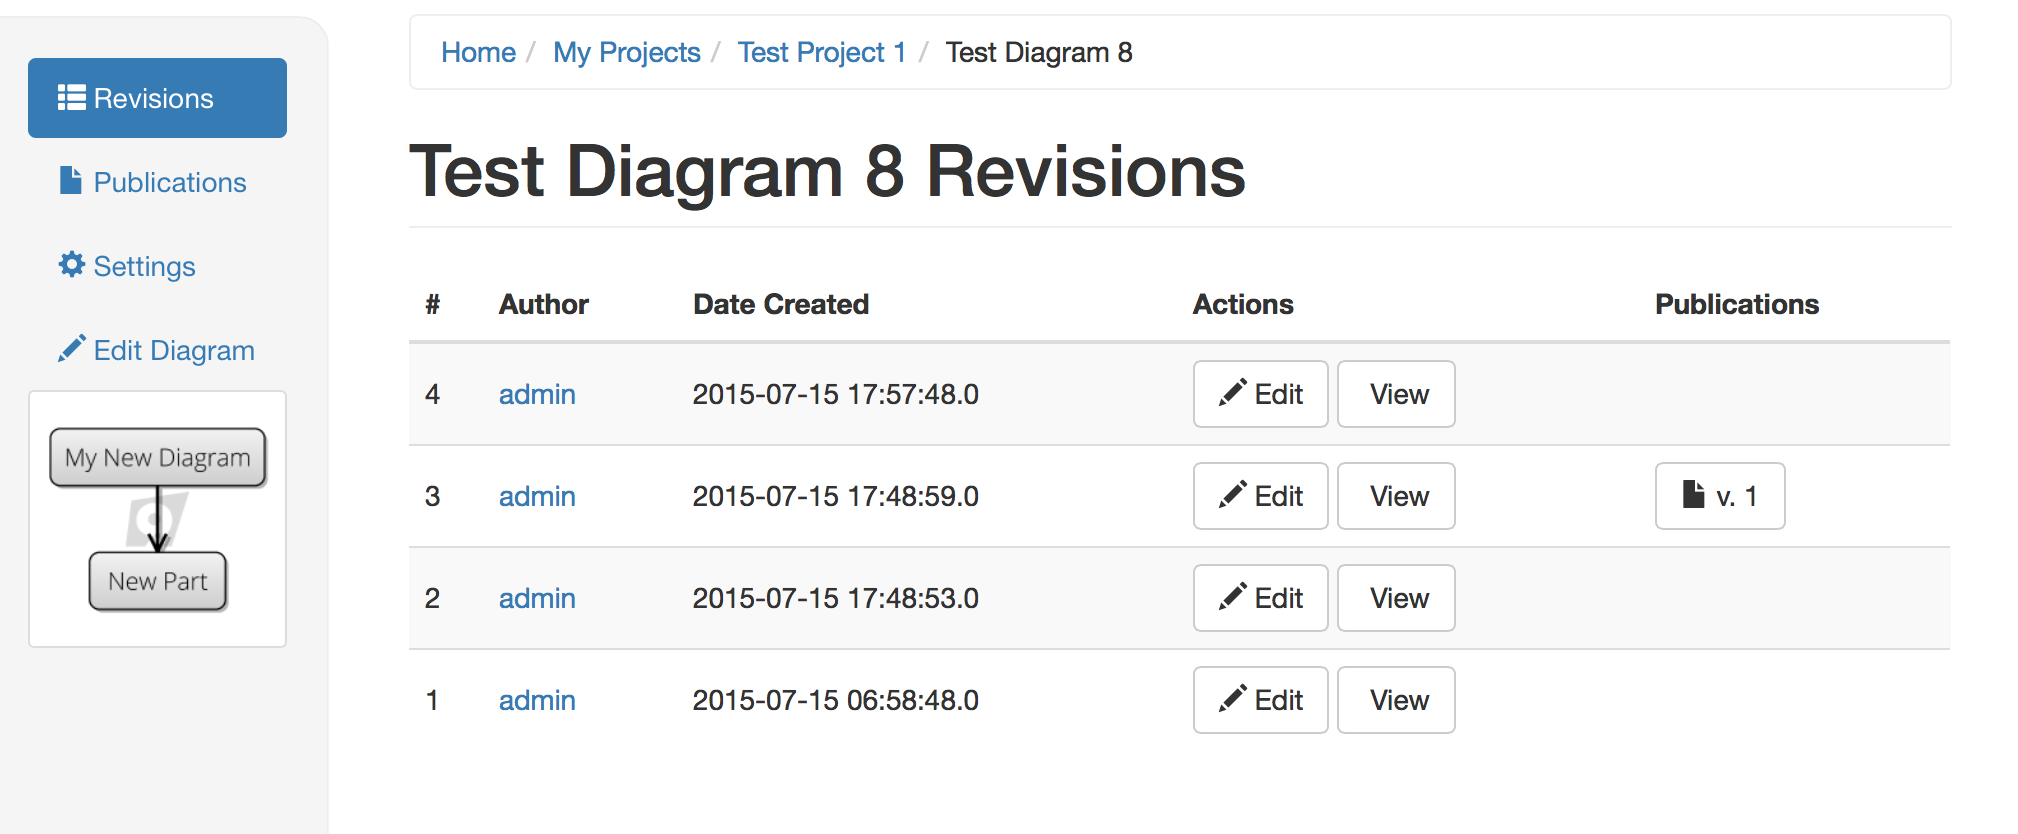 Home / My Projects / Test Project 1 / Test Diagram 8
Revisions
Publications
Settings
Edit Diagram
My New Diagram
New Part
Test Diagram 8 Revisions
# Author Date Created Actions Publications
4 admin 2015-07-15 17:57:48.0 Edit View
3 admin 2015-07-15 17:48:59.0 Edit View v. 1
2 admin 2015-07-15 17:48:53.0 Edit View
1 admin 2015-07-15 06:58:48.0 Edit View